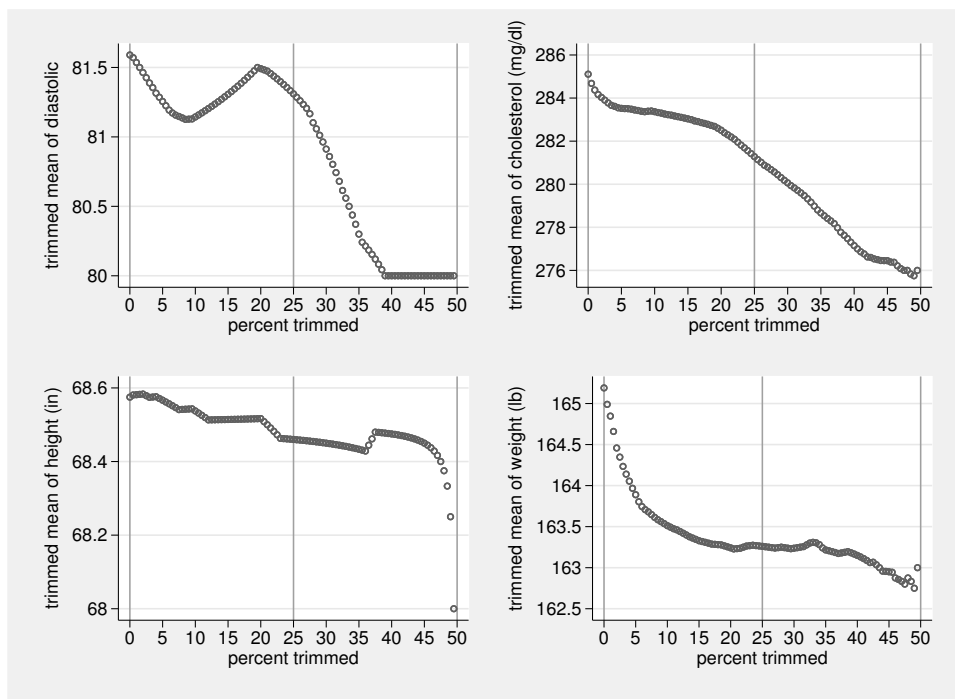 trimmed mean of diastolic
81.5
81
80.5
80
0 5 10 15 20 25 30 35 40 45 50
percent trimmed
trimmed mean of cholesterol (mg/dl)
286
284
282
280
278
276
0 5 10 15 20 25 30 35 40 45 50
percent trimmed
trimmed mean of height (in)
68.6
68.4
68.2
68
0 5 10 15 20 25 30 35 40 45 50
percent trimmed
trimmed mean of weight (lb)
165
164.5
164
163.5
163
162.5
0 5 10 15 20 25 30 35 40 45 50
percent trimmed